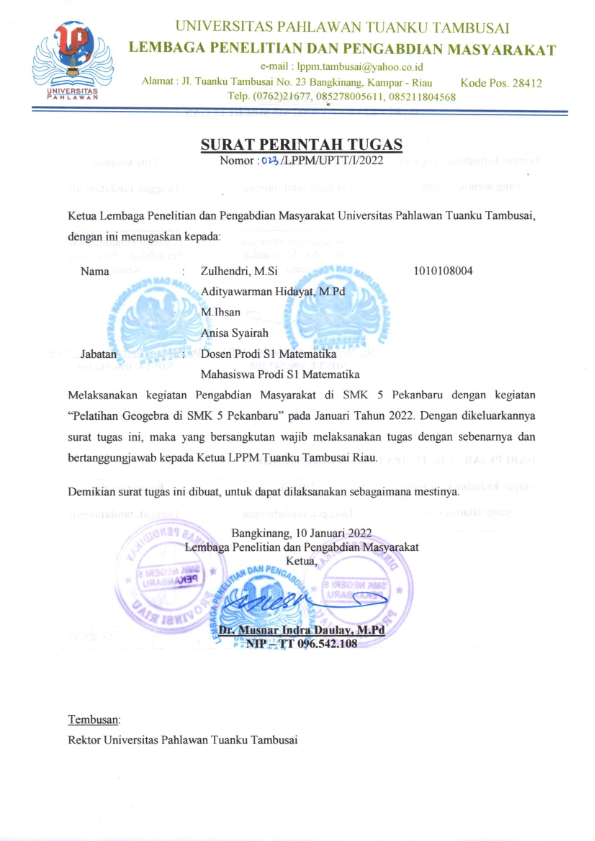 UNIVERSITAS PAHLAWAN TUANKU TAMBUSAI
LEMBAGA PENELITIAN DAN PENGABDIAN MASYARAKAT
e-mail : lppm.tambusai@yahoo.co.id
Alamat : Jl. Tuanku Tambusai No. 23 Bangkinang, Kampar - Riau Kode Pos. 28412
Telp. (0762)21677, 085278005611, 085211804568
UP
UNIVERSITAS
PAHLAWAN
SURAT PERINTAH TUGAS
Nomor : 023/LPPM/UPTT/I/2022
Ketua Lembaga Penelitian dan Pengabdian Masyarakat Universitas Pahlawan Tuanku Tambusai,
dengan ini menugaskan kepada:
Nama : Zulhendri, M.Si 1010108004
Adityawarman Hidayat, M.Pd
M.Ihsan
Anisa Syairah
Jabatan : Dosen Prodi S1 Matematika
Mahasiswa Prodi S1 Matematika
Melaksanakan kegiatan Pengabdian Masyarakat di SMK 5 Pekanbaru dengan kegiatan
“Pelatihan Geogebra di SMK 5 Pekanbaru” pada Januari Tahun 2022. Dengan dikeluarkannya
surat tugas ini, maka yang bersangkutan wajib melaksanakan tugas dengan sebenarnya dan
bertanggungjawab kepada Ketua LPPM Tuanku Tambusai Riau.
Demikian surat tugas ini dibuat, untuk dapat dilaksanakan sebagaimana mestinya.
Bangkinang, 10 Januari 2022
Lembaga Penelitian dan Pengabdian Masyarakat
Ketua,
LEMBAGA PENELITIAN DAN PENGABDIAN
Dr. Musnar Indra Daulay, M.Pd
NIP – TT 096.542.108
Tembusan:
Rektor Universitas Pahlawan Tuanku Tambusai